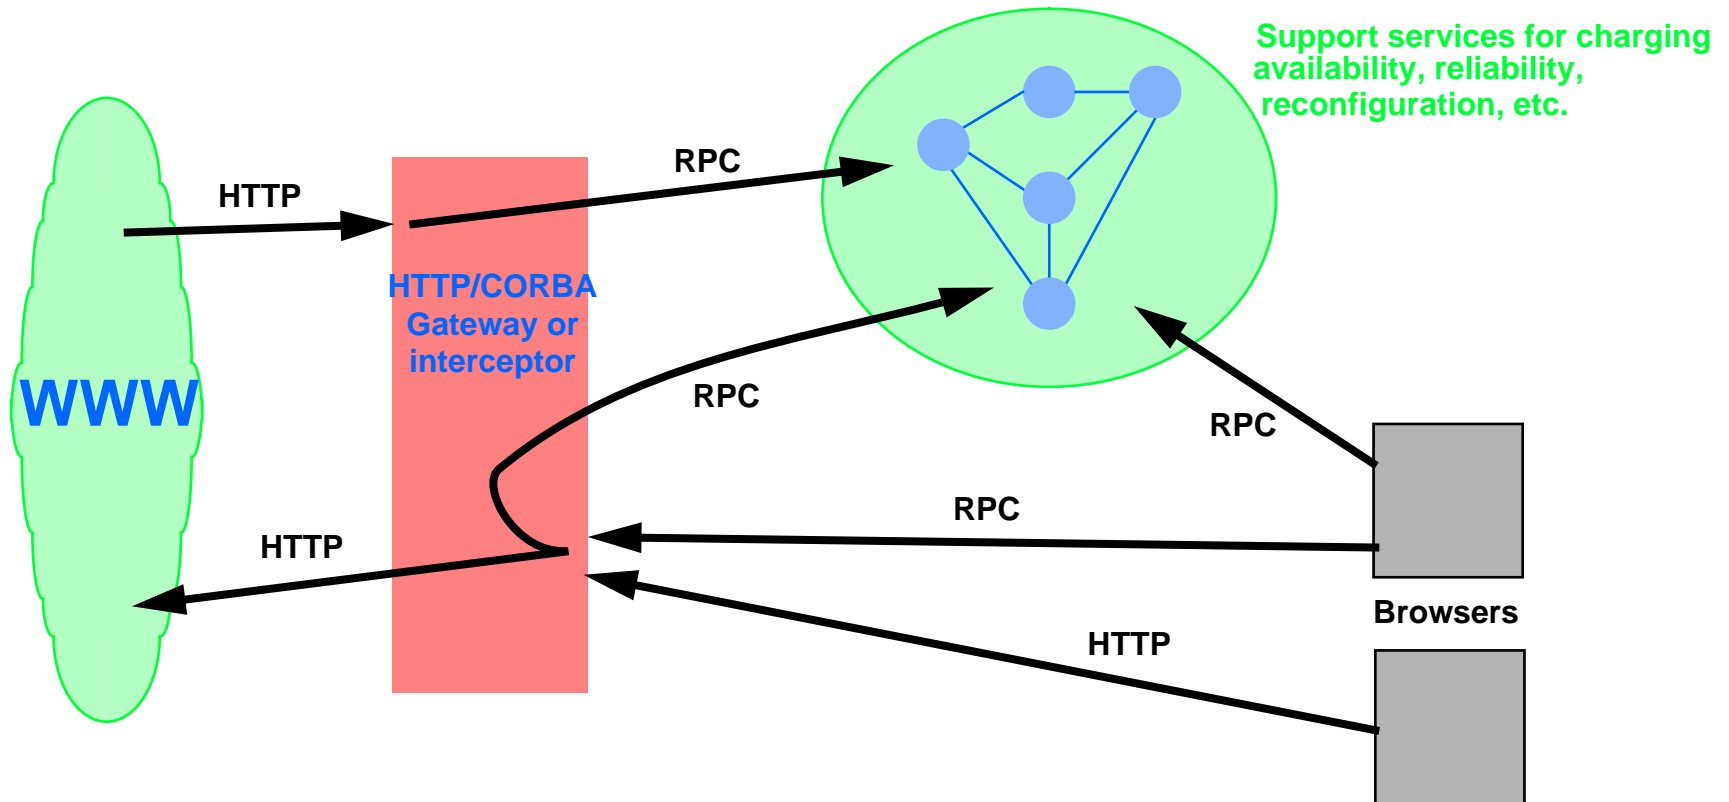 Support services for charging
availability, reliability,
reconfiguration, etc.
RPC
HTTP
HTTP/CORBA
Gateway or
interceptor
WWW
RPC
RPC
RPC
HTTP
Browsers
HTTP